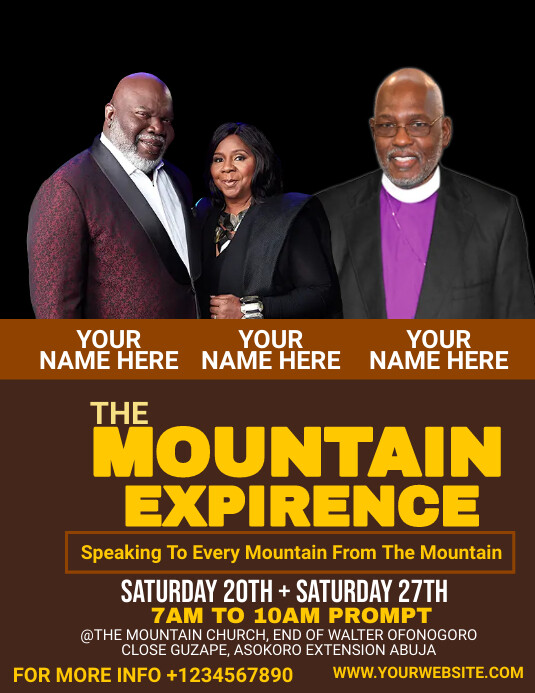 YOUR
NAME HERE
YOUR
NAME HERE
YOUR
NAME HERE
THE
MOUNTAIN
EXPIRENCE
Speaking To Every Mountain From The Mountain
SATURDAY 20TH + SATURDAY 27TH
7AM TO 10AM PROMPT
@THE MOUNTAIN CHURCH, END OF WALTER OFONOGORO
CLOSE GUZAPE, ASOKORO EXTENSION ABUJA
FOR MORE INFO +1234567890
WWW.YOURWEBSITE.COM